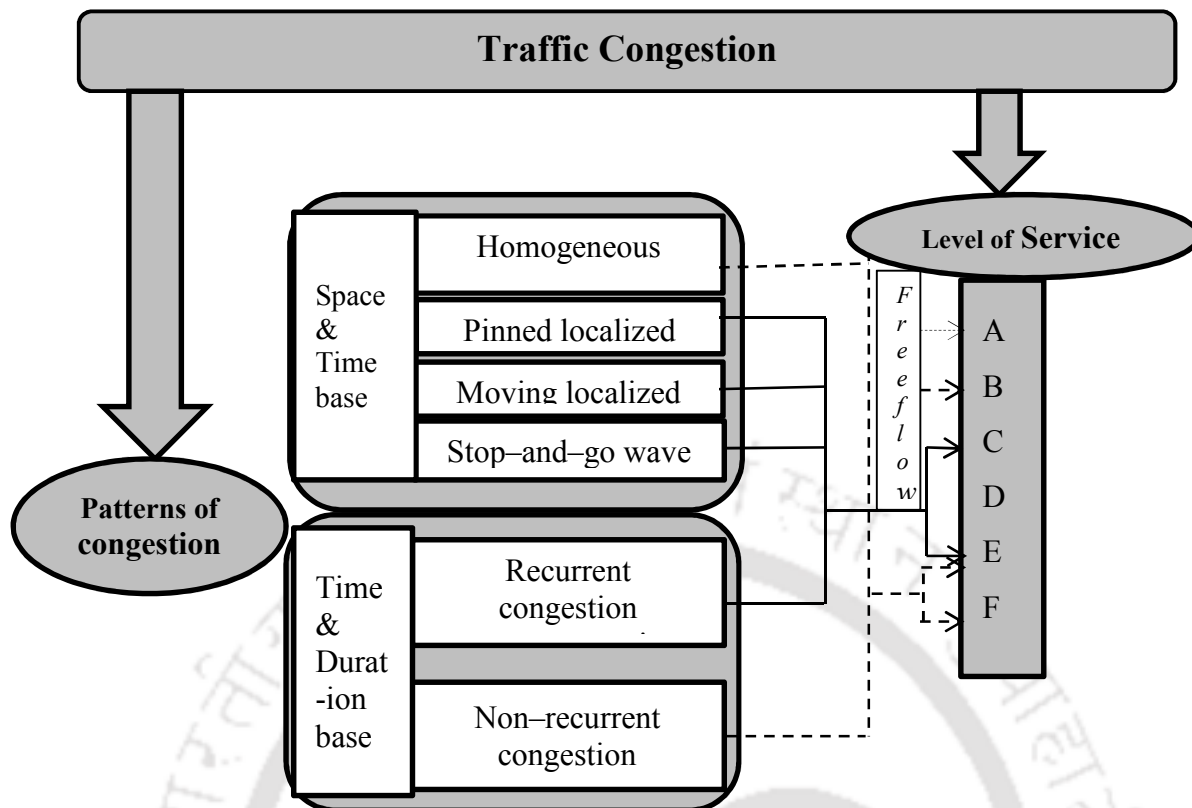 Traffic Congestion
Homogeneous
Space
&
Time
base
Pinned localized
Moving localized
Stop–and–go wave
Patterns of
congestion
Time
&
Durat
-ion
base
Recurrent
congestion
Non–recurrent
congestion
Level of Service
F
r
e
e
f
l
o
w
A
B
C
D
E
F